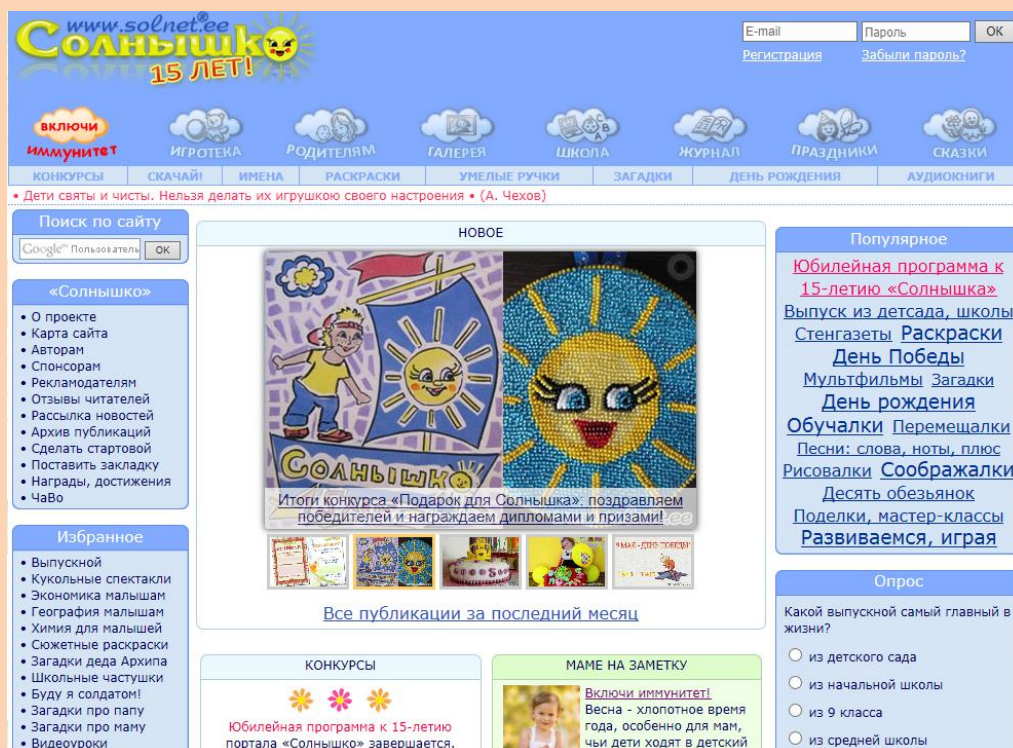 www.solnet.ee
Солнышко
15 ЛЕТ!
E-mail
Пароль
OK
Регистрация
Забыли пароль?
ВКЛЮЧИ
ИММУНИТЕТ
ИГРОТЕКА
РОДИТЕЛЯМ
ГАЛЕРЕЯ
ШКОЛА
ЖУРНАЛ
ПРАЗДНИКИ
СКАЗКИ
КОНКУРСЫ
СКАЧАЙ!
ИМЕНА
РАСКРАСКИ
УМЕЛЫЕ РУЧКИ
ЗАГАДКИ
ДЕНЬ РОЖДЕНИЯ
АУДИОКНИГИ
• Дети святы и чисты. Нельзя делать их игрушкою своего настроения • (А. Чехов)
Поиск по сайту
Google™ Пользователь
OK
«Солнышко»
• О проекте
• Карта сайта
• Авторам
• Спонсорам
• Рекламодателям
• Отзывы читателей
• Рассылка новостей
• Архив публикаций
• Сделать стартовой
• Поставить закладку
• Награды, достижения
• ЧаВо
Избранное
• Выпускной
• Кукольные спектакли
• Экономика малышам
• География малышам
• Химия для малышей
• Сюжетные раскраски
• Загадки деда Архипа
• Школьные частушки
• Буду я солдатом!
• Загадки про папу
• Загадки про маму
• Видеоуроки
НОВОЕ
СОЛНЫШКО
Итоги конкурса «Подарок для Солнышка»: поздравляем
победителей и награждаем дипломами и призами!
9 МАЯ - ДЕНЬ ПОБЕДЫ
Все публикации за последний месяц
КОНКУРСЫ
Юбилейная программа к 15-летию
портала «Солнышко» завершается.
МАМЕ НА ЗАМЕТКУ
Включи иммунитет!
Весна - хлопотное время
года, особенно для мам,
чьи дети ходят в детский
Популярное
Юбилейная программа к
15-летию «Солнышка»
Выпуск из детсада, школы
Стенгазеты Раскраски
День Победы
Мультфильмы Загадки
День рождения
Обучалки Перемещалки
Песни: слова, ноты, плюс
Рисовалки Соображалки
Десять обезьянок
Поделки, мастер-классы
Развиваемся, играя
Опрос
Какой выпускной самый главный в
жизни?
из детского сада
из начальной школы
из 9 класса
из средней школы